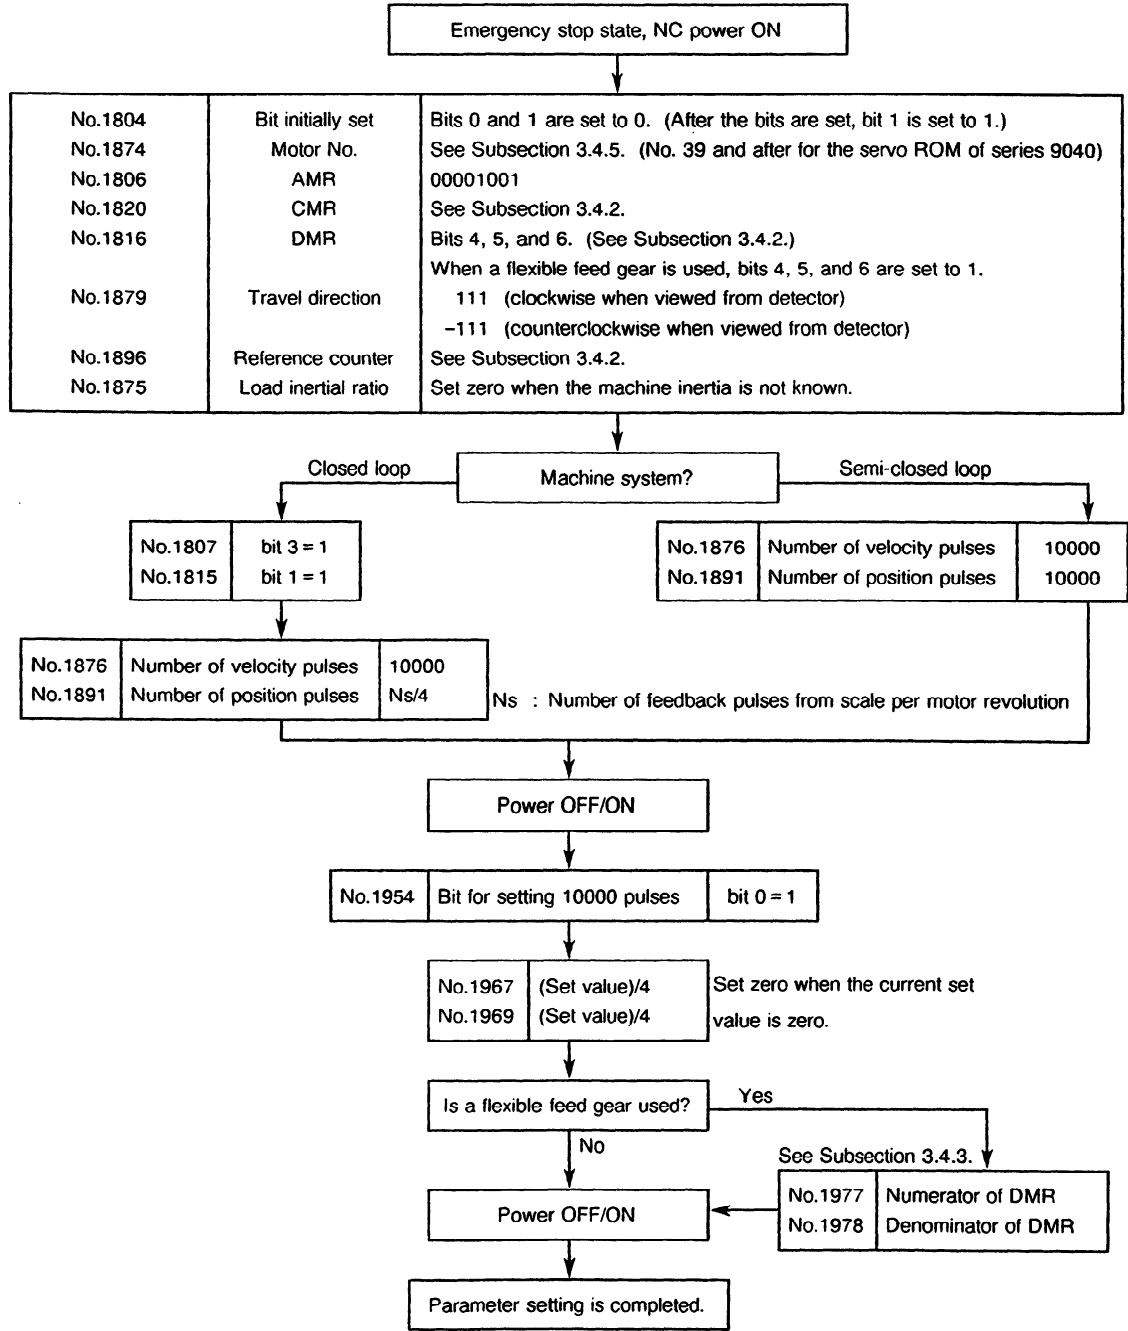 Emergency stop state, NC power ON
No.1804 Bit initially set Bits 0 and 1 are set to 0. (After the bits are set, bit 1 is set to 1.)
No.1874 Motor No. See Subsection 3.4.5. (No. 39 and after for the servo ROM of series 9040)
No.1806 AMR 00001001
No.1820 CMR See Subsection 3.4.2.
No.1816 DMR Bits 4, 5, and 6. (See Subsection 3.4.2.)
When a flexible feed gear is used, bits 4, 5, and 6 are set to 1.
No.1879 Travel direction 111 (clockwise when viewed from detector)
-111 (counterclockwise when viewed from detector)
No.1896 Reference counter See Subsection 3.4.2.
No.1875 Load inertial ratio Set zero when the machine inertia is not known.
Closed loop
Machine system?
Semi-closed loop
No.1807 bit 3 = 1
No.1815 bit 1 = 1
No.1876 Number of velocity pulses 10000
No.1891 Number of position pulses 10000
No.1876 Number of velocity pulses 10000
No.1891 Number of position pulses Ns/4
Ns : Number of feedback pulses from scale per motor revolution
Power OFF/ON
No.1954 Bit for setting 10000 pulses bit 0 = 1
No.1967 (Set value)/4
No.1969 (Set value)/4
Set zero when the current set
value is zero.
Is a flexible feed gear used?
Yes
No
See Subsection 3.4.3.
No.1977 Numerator of DMR
No.1978 Denominator of DMR
Power OFF/ON
Parameter setting is completed.